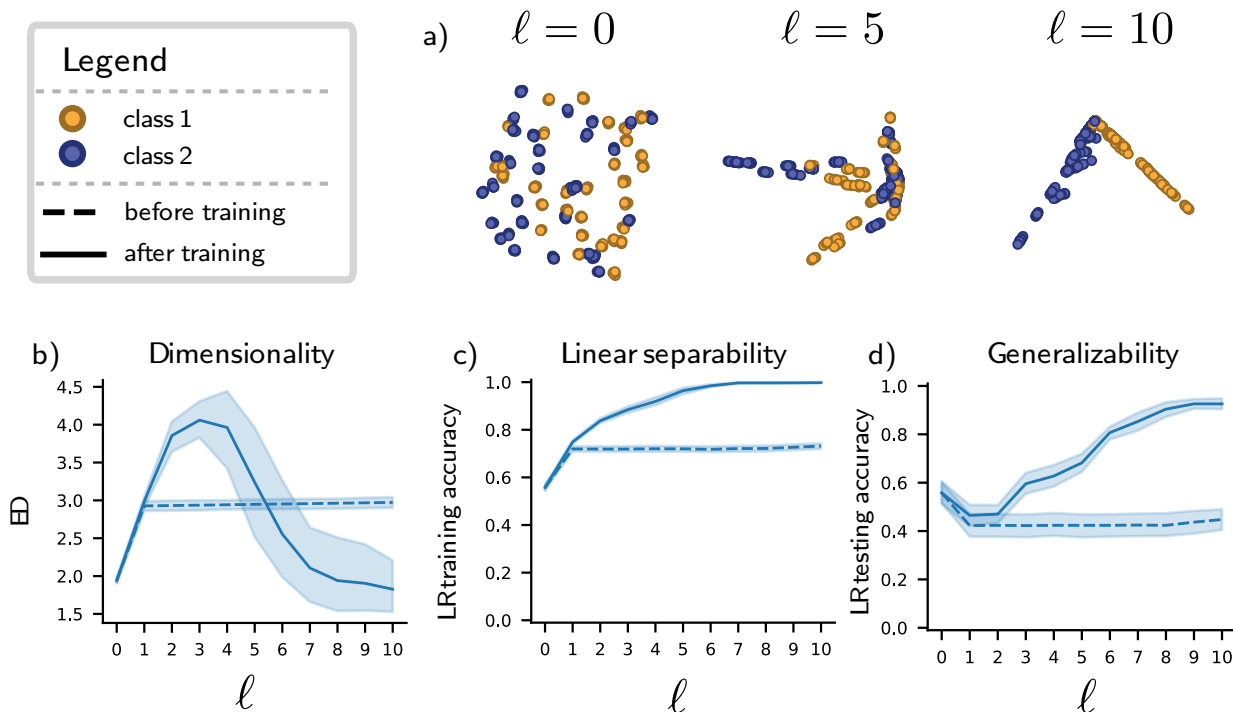 Legend
class 1
class 2
before training
after training
a)
ℓ = 0
ℓ = 5
ℓ = 10
b)
Dimensionality
ED
4.5
4.0
3.5
3.0
2.5
2.0
1.5
0 1 2 3 4 5 6 7 8 9 10
ℓ
c)
Linear separability
LR training accuracy
1.0
0.8
0.6
0.4
0.2
0.0
0 1 2 3 4 5 6 7 8 9 10
ℓ
d)
Generalizability
LR testing accuracy
1.0
0.8
0.6
0.4
0.2
0.0
0 1 2 3 4 5 6 7 8 9 10
ℓ